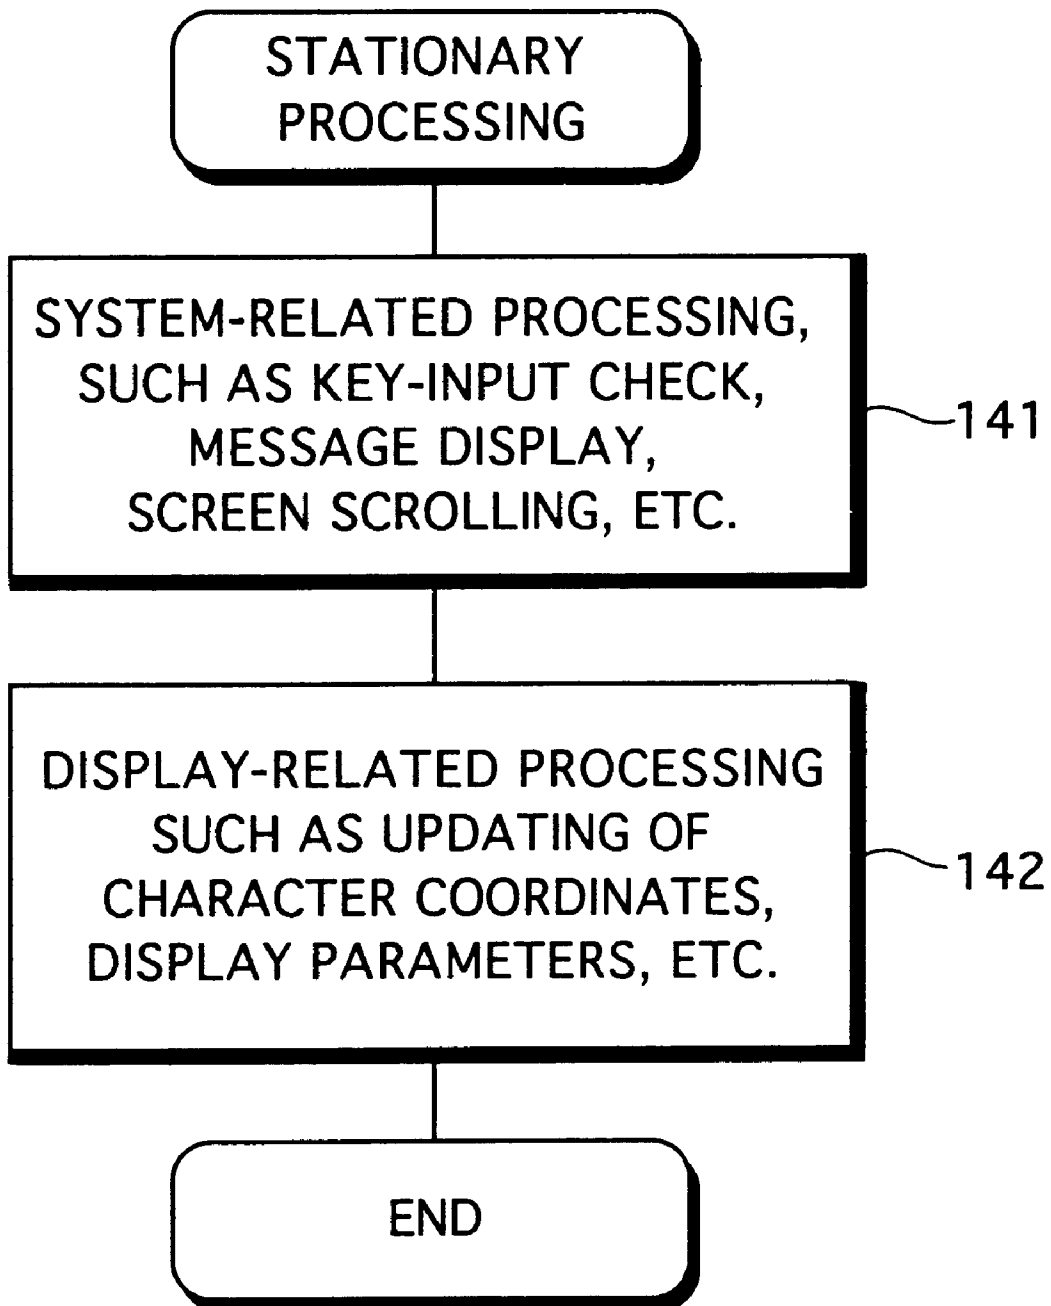 STATIONARY
PROCESSING
SYSTEM-RELATED PROCESSING,
SUCH AS KEY-INPUT CHECK,
MESSAGE DISPLAY,
SCREEN SCROLLING, ETC.
141
DISPLAY-RELATED PROCESSING
SUCH AS UPDATING OF
CHARACTER COORDINATES,
DISPLAY PARAMETERS, ETC.
142
END